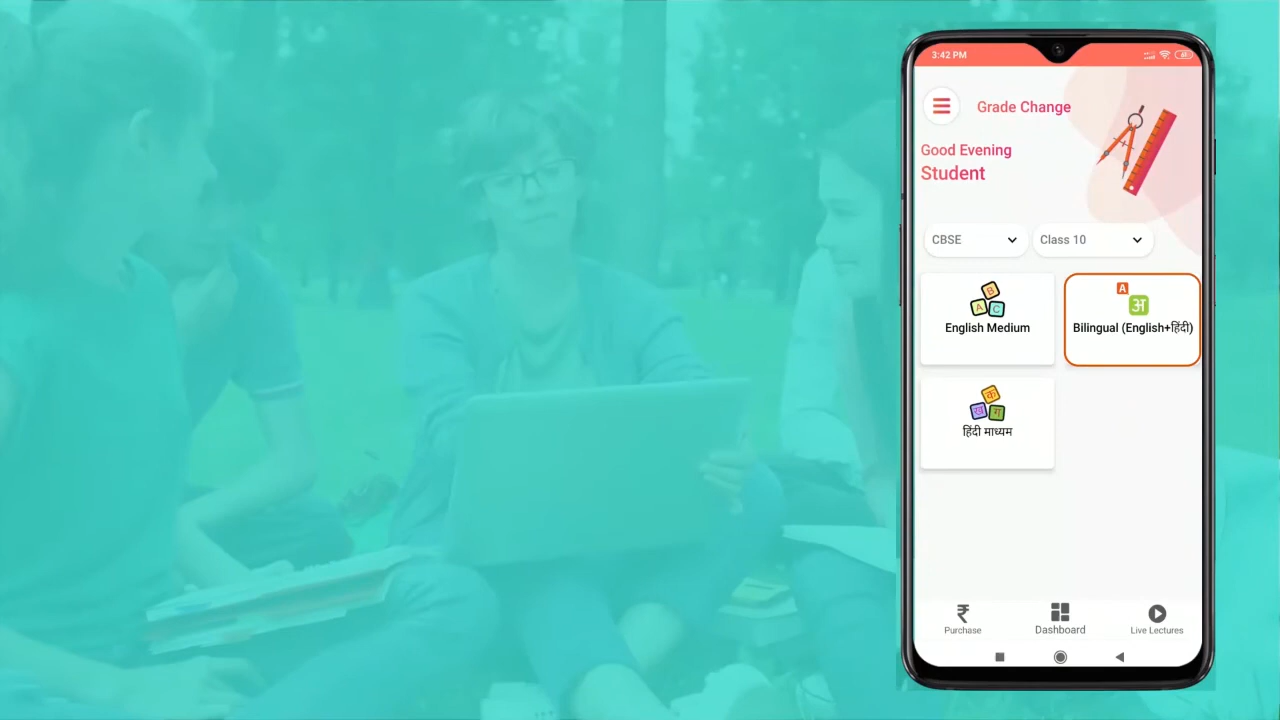 3:42 PM
Grade Change
Good Evening
Student
CBSE
Class 10
A B C
English Medium
A अ
Bilingual (English+हिंदी)
क ख ग
हिंदी माध्यम
Purchase
Dashboard
Live Lectures